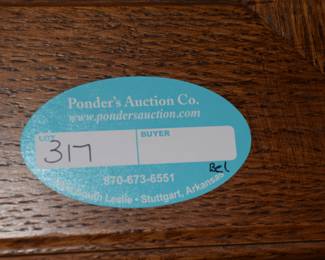 Ponder's Auction Co.
www.pondersauction.com
LOT BUYER
317
Bel
870-673-6551
South Leslie • Stuttgart, Arkansas